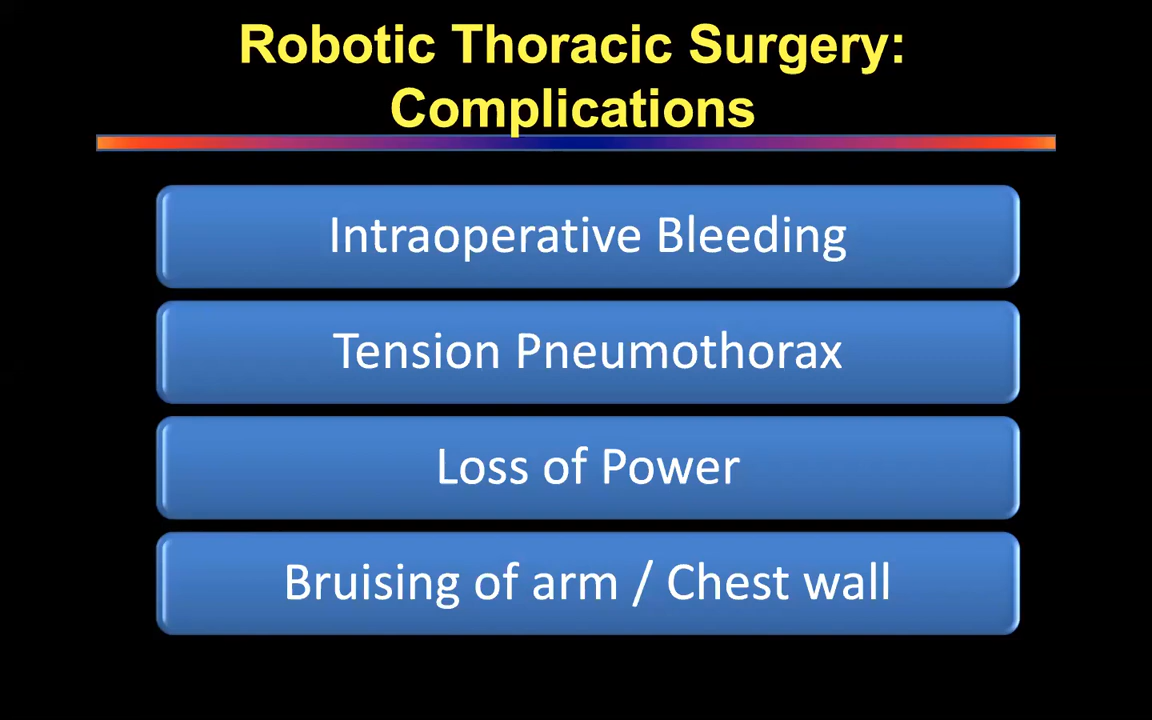 Robotic Thoracic Surgery:
Complications
Intraoperative Bleeding
Tension Pneumothorax
Loss of Power
Bruising of arm / Chest wall